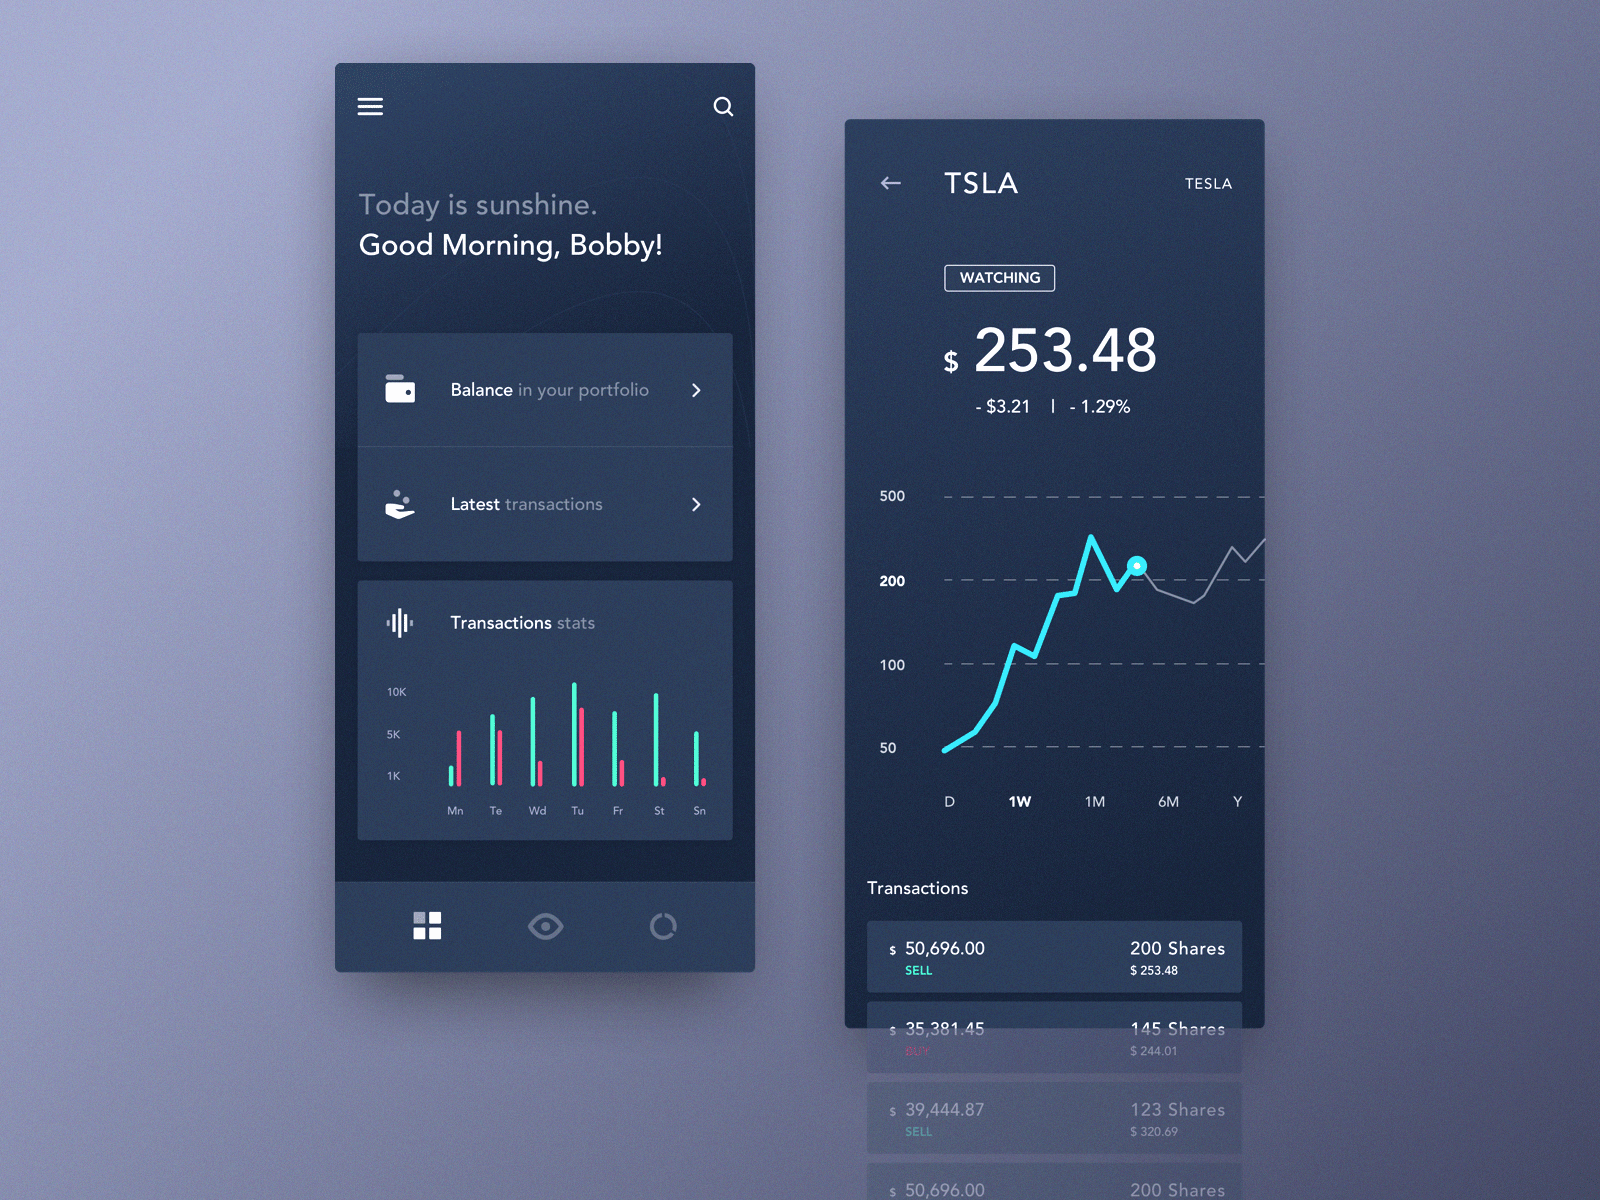 Today is sunshine.
Good Morning, Bobby!
Balance in your portfolio
Latest transactions
Transactions stats
10K
5K
1K
Mn Te Wd Tu Fr St Sn
TSLA
TESLA
WATCHING
$ 253.48
- $3.21 | - 1.29%
500
200
100
50
D 1W 1M 6M Y
Transactions
$ 50,696.00 200 Shares
SELL $ 253.48
$ 35,381.45 145 Shares
BUY $ 244.01
$ 39,444.87 123 Shares
SELL $ 320.69
$ 50,696.00 200 Shares